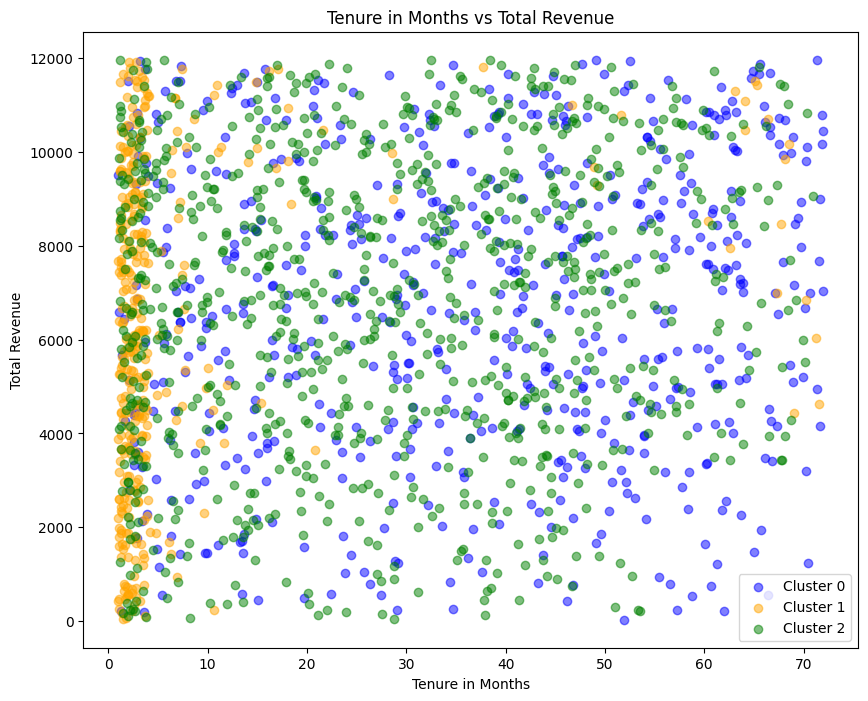 Tenure in Months vs Total Revenue
Total Revenue
12000
10000
8000
6000
4000
2000
0
0 10 20 30 40 50 60 70
Tenure in Months
Cluster 0
Cluster 1
Cluster 2